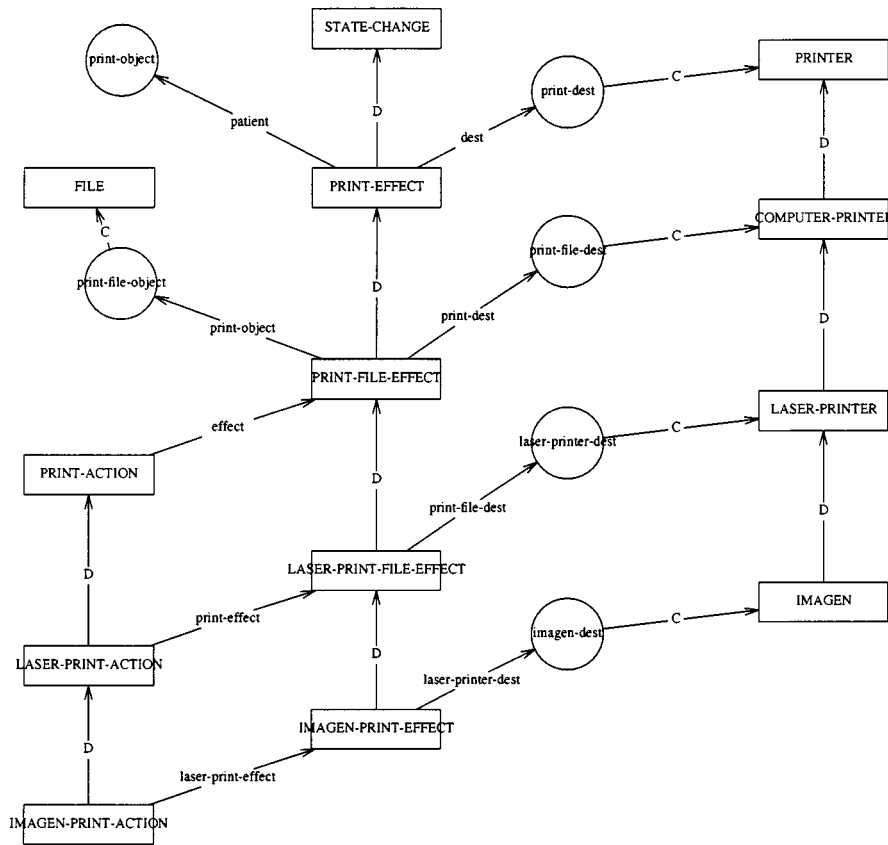 STATE-CHANGE
print-object
PRINTER
print-dest
C
D
patient
dest
D
FILE
PRINT-EFFECT
COMPUTER-PRINTER
C
print-file-dest
C
print-file-object
D
D
print-object
print-dest
PRINT-FILE-EFFECT
LASER-PRINTER
effect
laser-printer-dest
C
PRINT-ACTION
D
print-file-dest
D
D
LASER-PRINT-FILE-EFFECT
IMAGEN
print-effect
imagen-dest
C
LASER-PRINT-ACTION
D
laser-printer-dest
IMAGEN-PRINT-EFFECT
D
laser-print-effect
IMAGEN-PRINT-ACTION